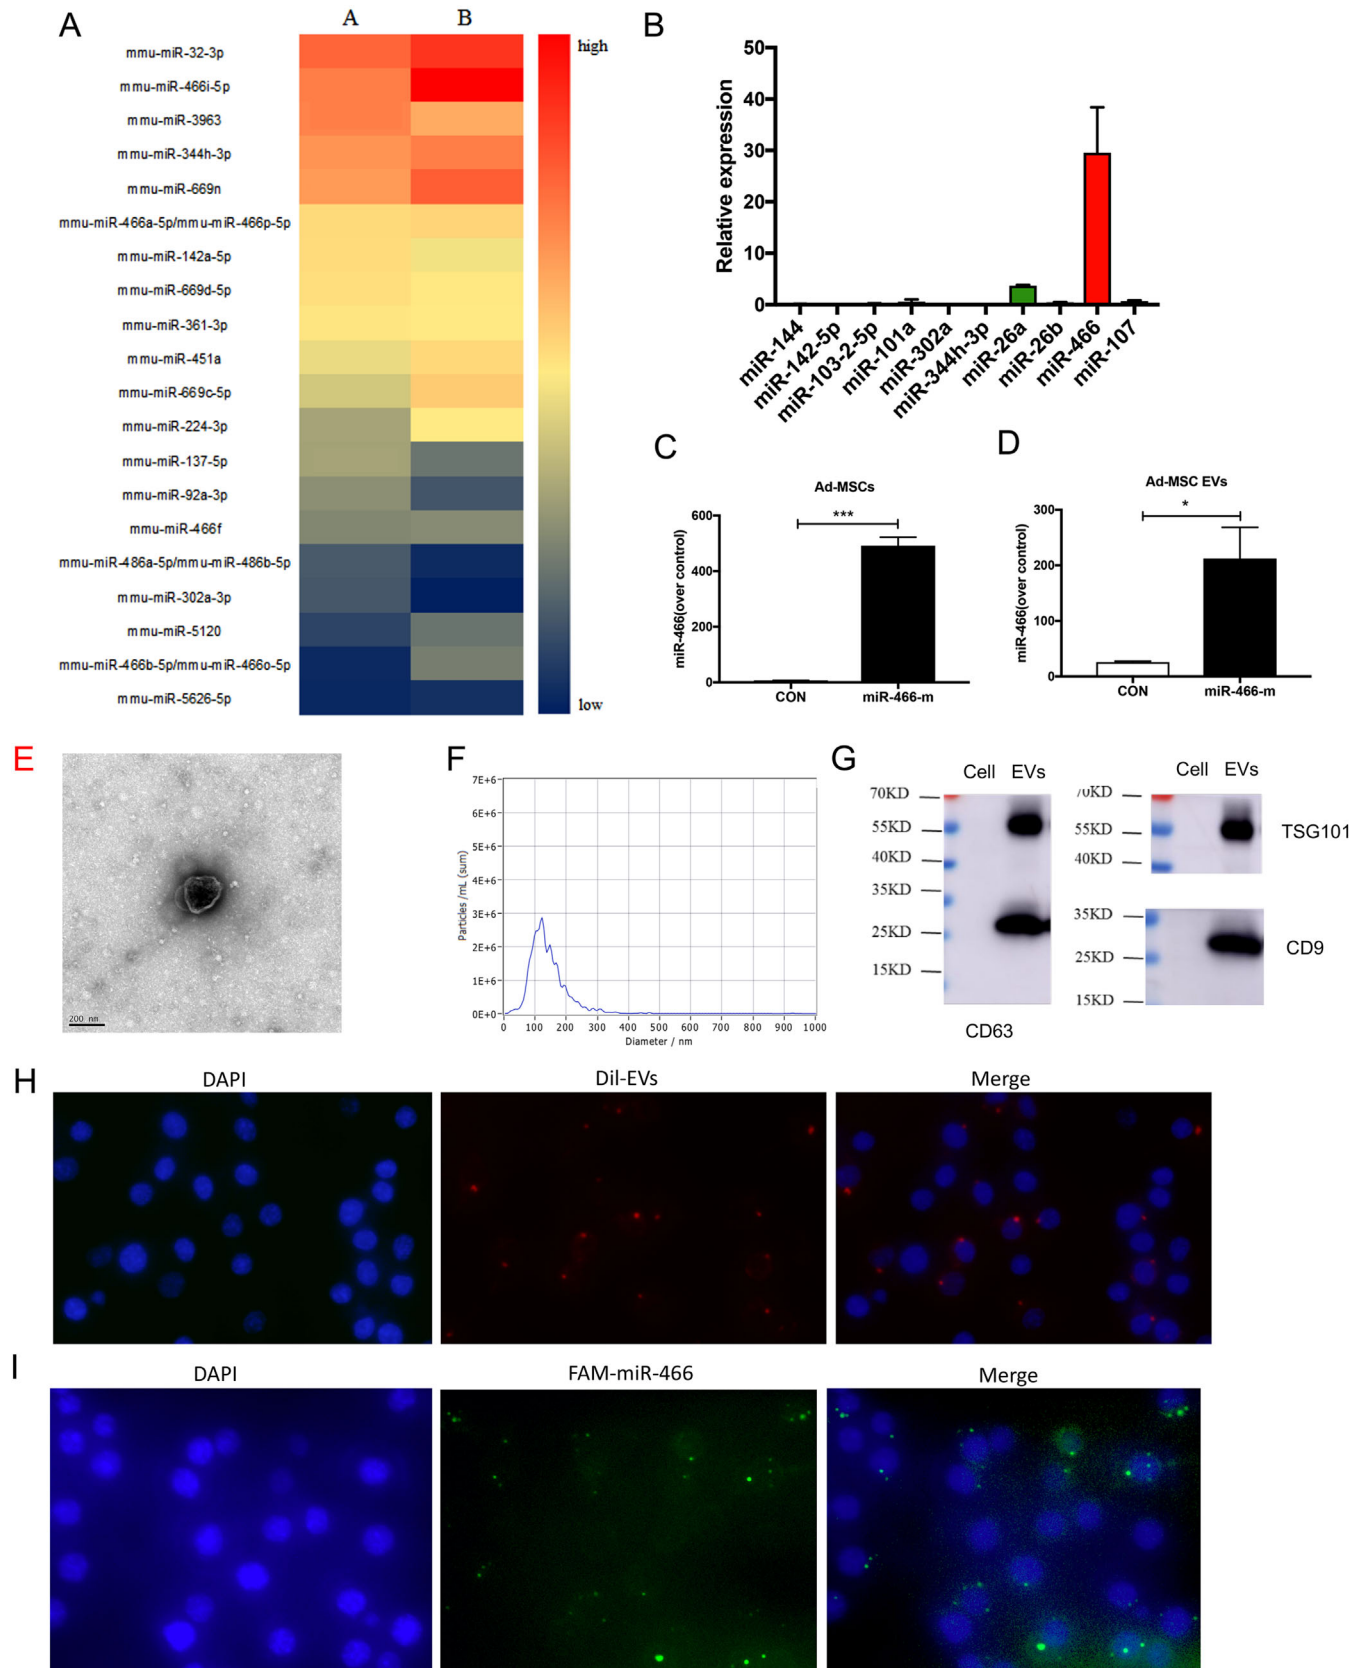 A
A B
high
mmu-miR-32-3p
mmu-miR-466i-5p
mmu-miR-3963
mmu-miR-344h-3p
mmu-miR-669n
mmu-miR-466a-5p/mmu-miR-466p-5p
mmu-miR-142a-5p
mmu-miR-669d-5p
mmu-miR-361-3p
mmu-miR-451a
mmu-miR-669c-5p
mmu-miR-224-3p
mmu-miR-137-5p
mmu-miR-92a-3p
mmu-miR-466f
mmu-miR-486a-5p/mmu-miR-486b-5p
mmu-miR-302a-3p
mmu-miR-5120
mmu-miR-466b-5p/mmu-miR-466o-5p
mmu-miR-5626-5p
low
B
Relative expression
50
40
30
20
10
0
miR-144
miR-142-5p
miR-103-2-5p
miR-101a
miR-302a
miR-344h-3p
miR-26a
miR-26b
miR-466
miR-107
C
Ad-MSCs
miR-466(over control)
600
400
200
0
***
CON miR-466-m
D
Ad-MSC EVs
miR-466(over control)
300
200
100
0
*
CON miR-466-m
E
200 nm
F
Particles /mL (sum)
7E+6
6E+6
5E+6
4E+6
3E+6
2E+6
1E+6
0E+0
0 100 200 300 400 500 600 700 800 900 1000
Diameter / nm
G
Cell EVs
70KD
55KD
40KD
35KD
25KD
15KD
CD63
Cell EVs
70KD
55KD
40KD
TSG101
35KD
25KD
15KD
CD9
H
DAPI Dil-EVs Merge
I
DAPI FAM-miR-466 Merge